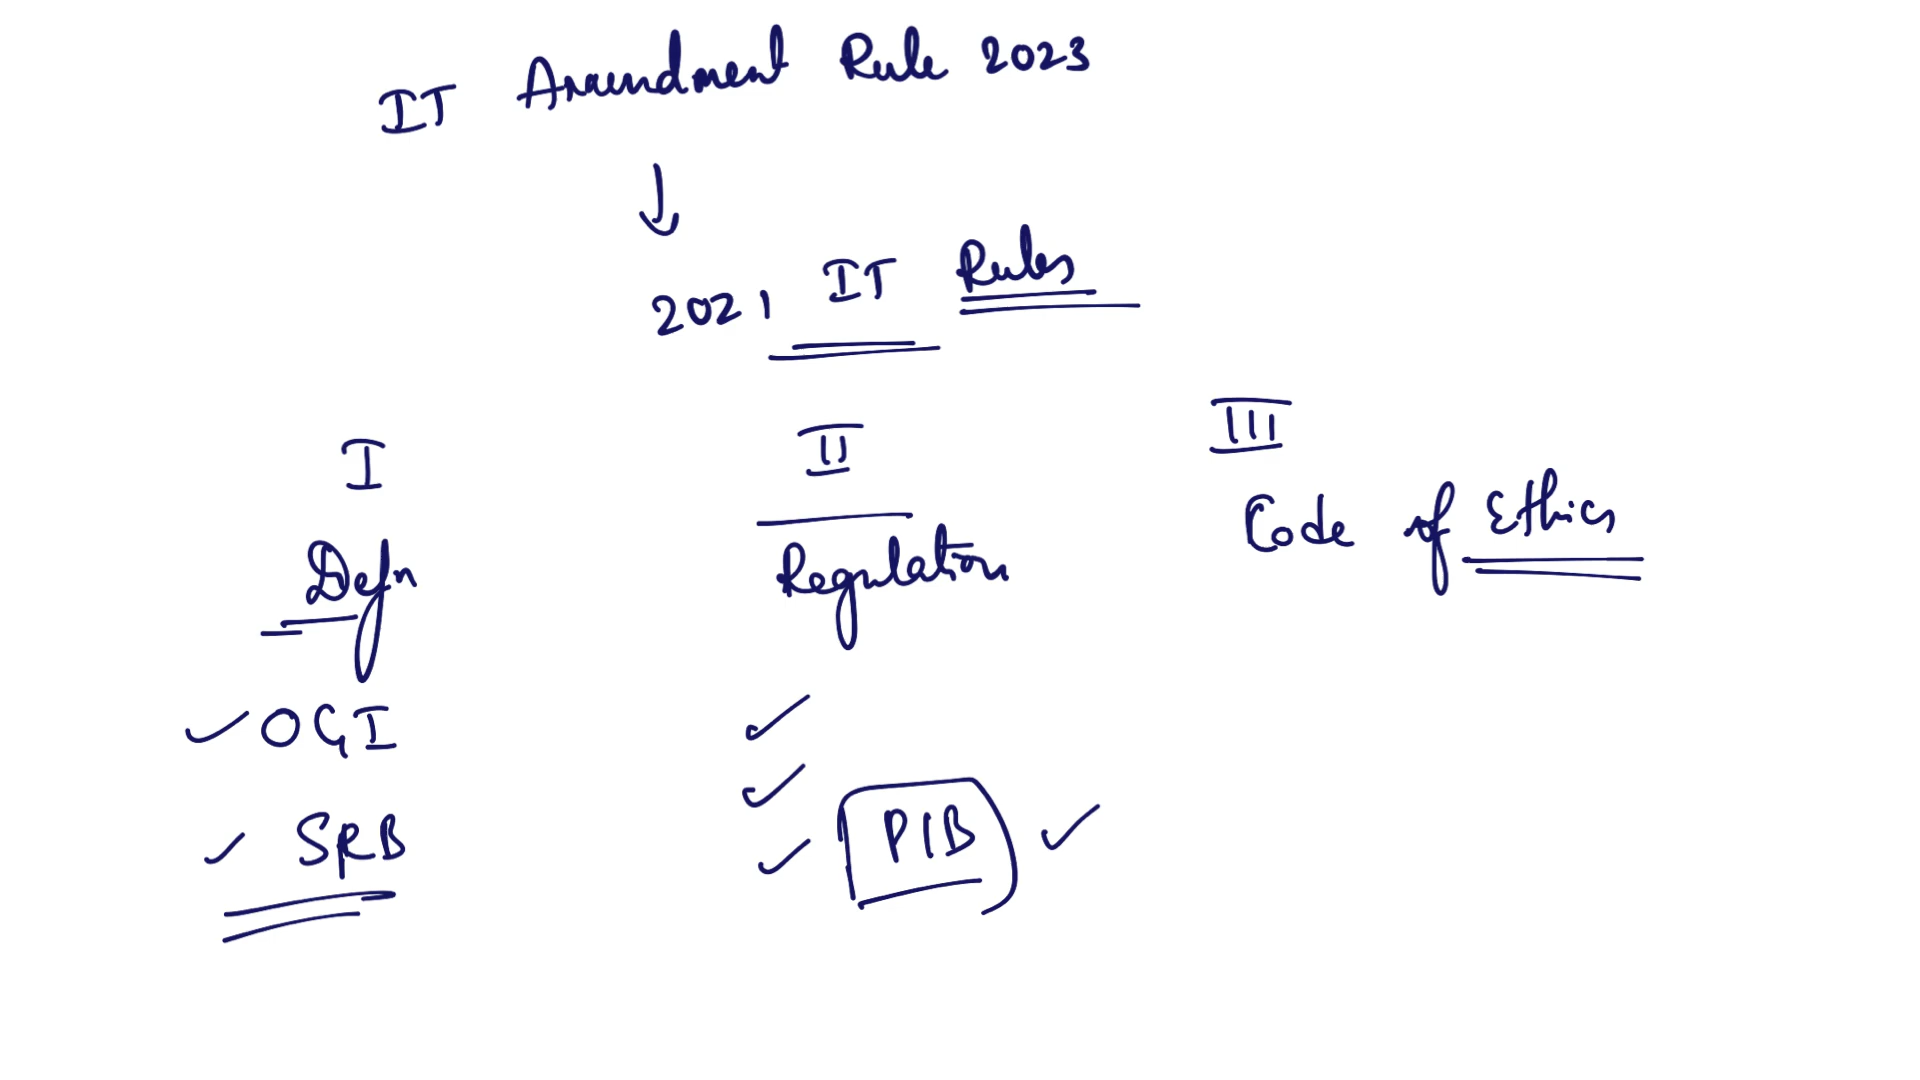 IT Amendment Rule 2023
2021 IT Rules
I
Defn
OGI
SRB
II
Regulation
PIB
III
Code of Ethics